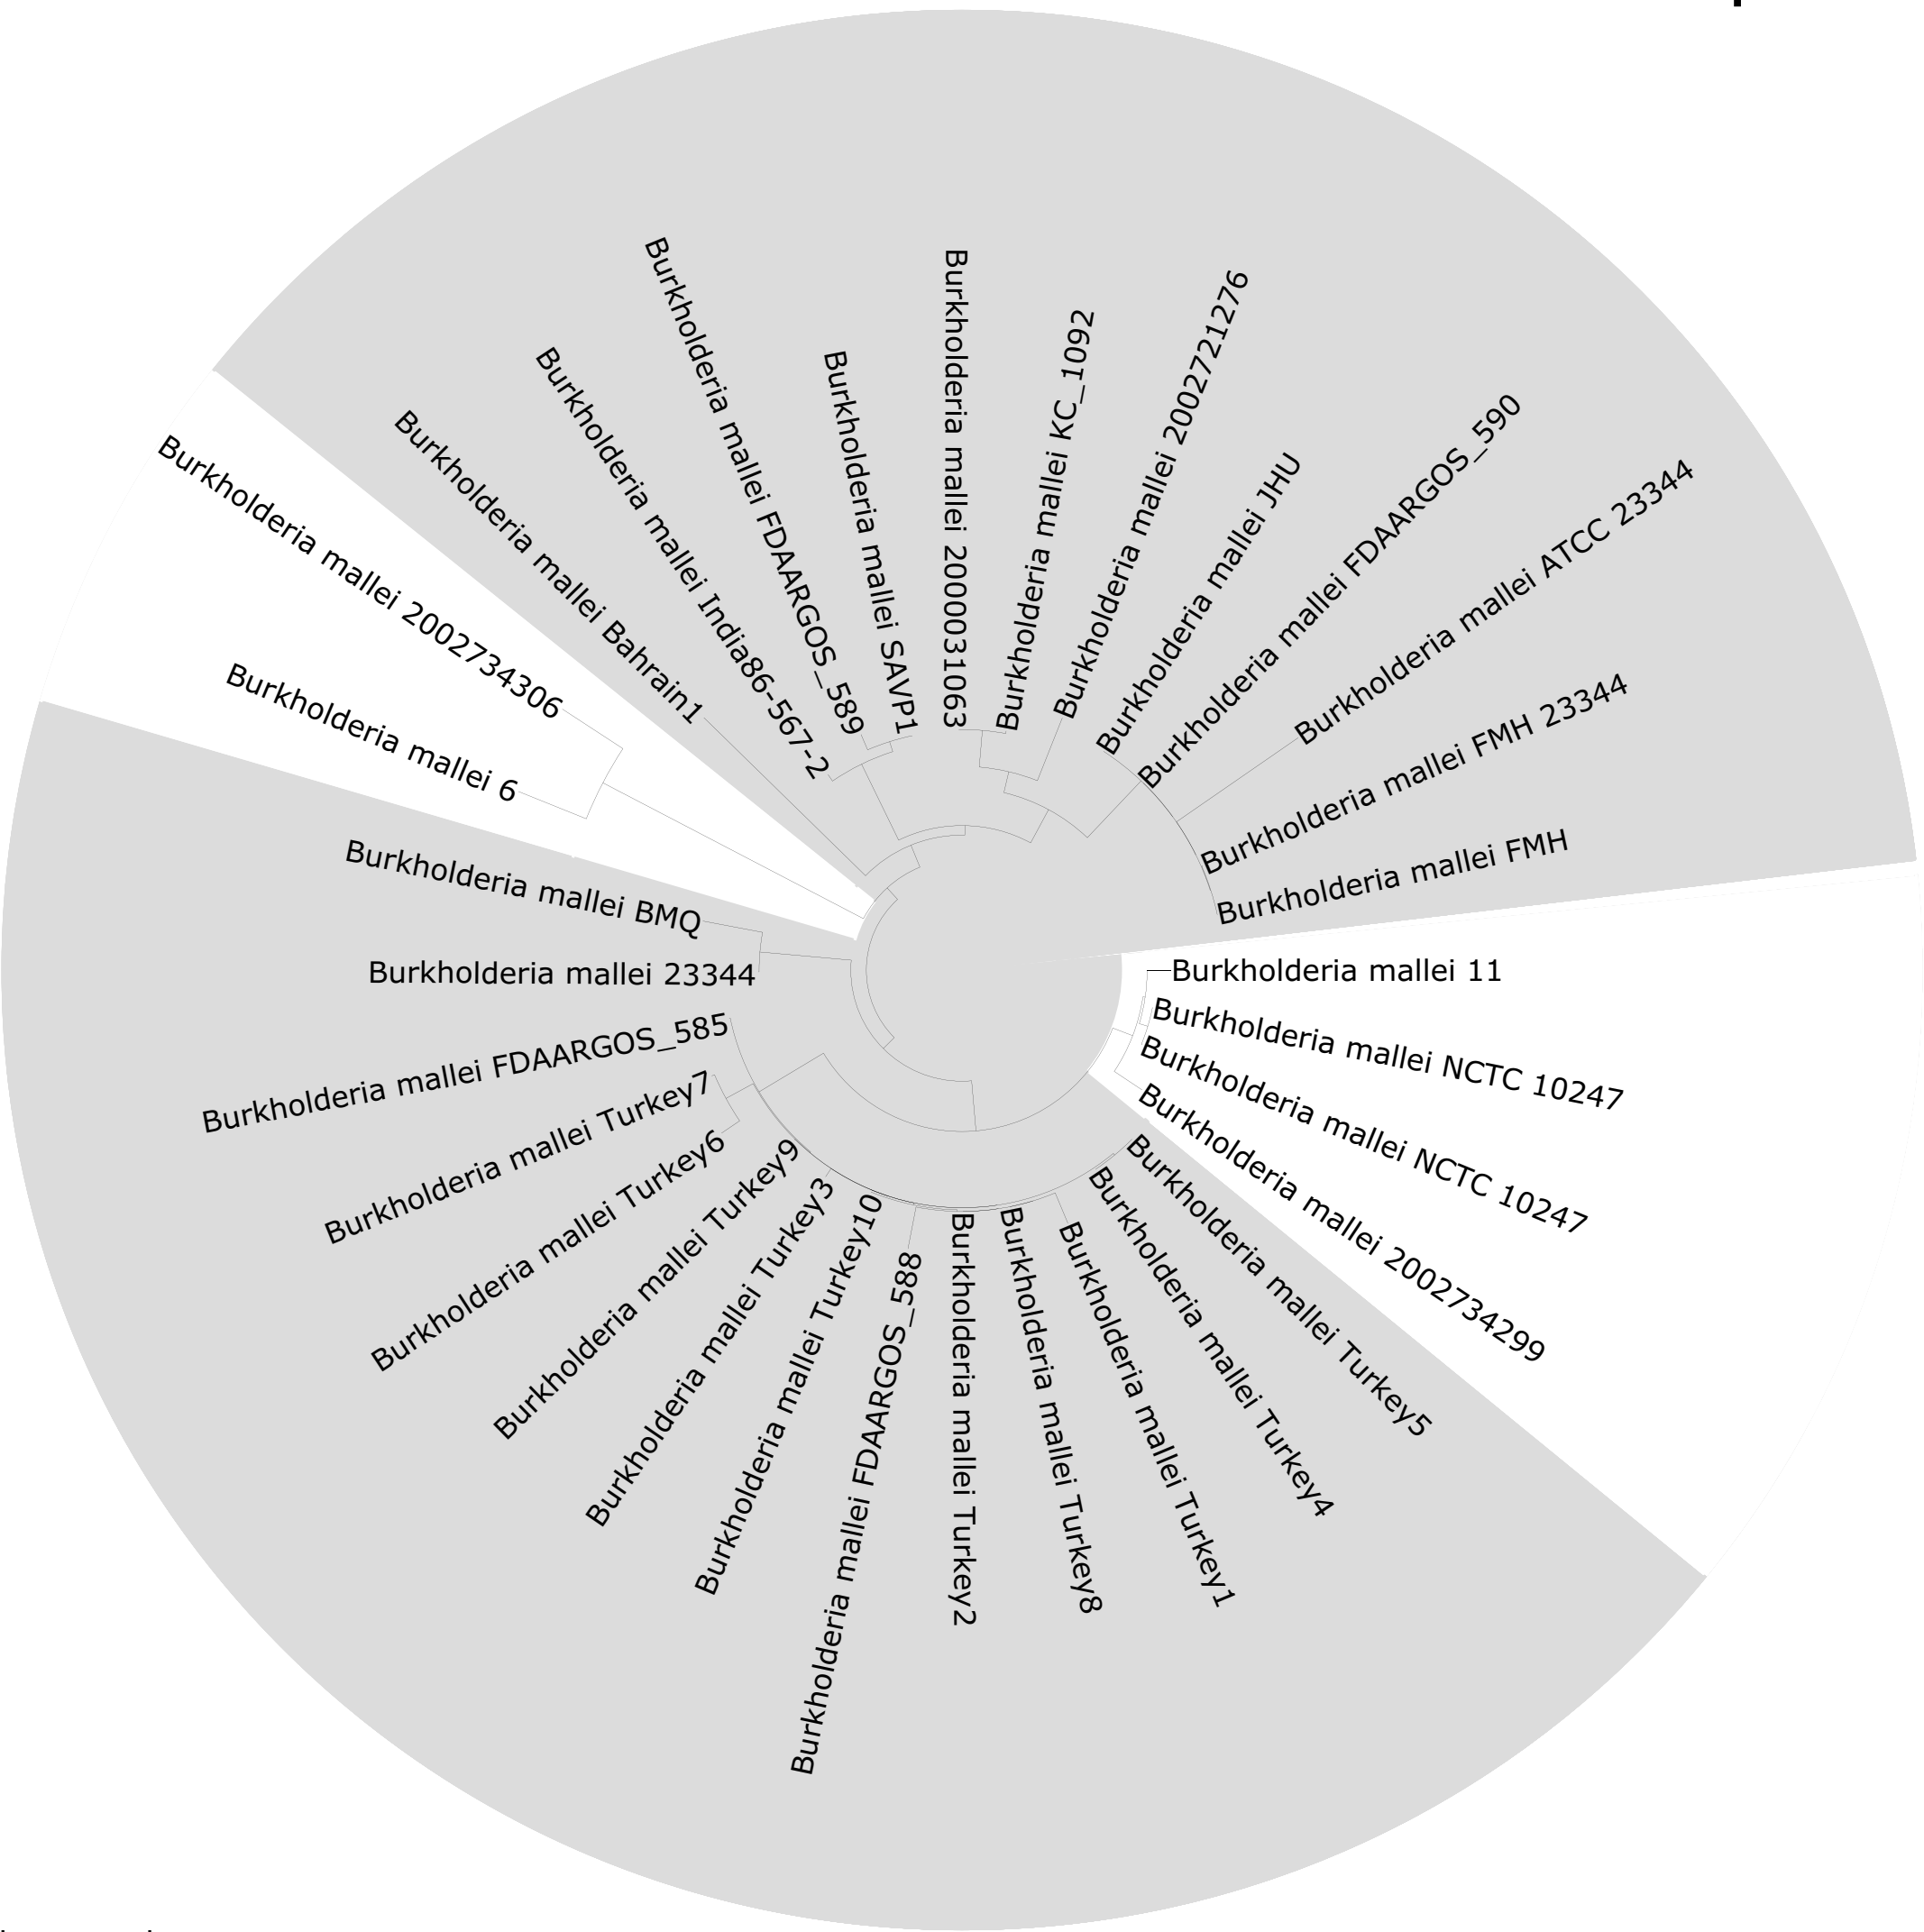 Burkholderia mallei 2000031063
Burkholderia mallei KC_1092
Burkholderia mallei 2002721276
Burkholderia mallei JHU
Burkholderia mallei FDAARGOS_590
Burkholderia mallei ATCC 23344
Burkholderia mallei FMH 23344
Burkholderia mallei FMH
Burkholderia mallei 11
Burkholderia mallei NCTC 10247
Burkholderia mallei NCTC 10247
Burkholderia mallei 2002734299
Burkholderia mallei Turkey5
Burkholderia mallei Turkey4
Burkholderia mallei Turkey1
Burkholderia mallei Turkey8
Burkholderia mallei Turkey2
Burkholderia mallei FDAARGOS_588
Burkholderia mallei Turkey10
Burkholderia mallei Turkey3
Burkholderia mallei Turkey9
Burkholderia mallei Turkey6
Burkholderia mallei Turkey7
Burkholderia mallei FDAARGOS_585
Burkholderia mallei 23344
Burkholderia mallei BMQ
Burkholderia mallei 6
Burkholderia mallei 2002734306
Burkholderia mallei Bahrain1
Burkholderia mallei India86-567-2
Burkholderia mallei FDAARGOS_589
Burkholderia mallei SAVP1